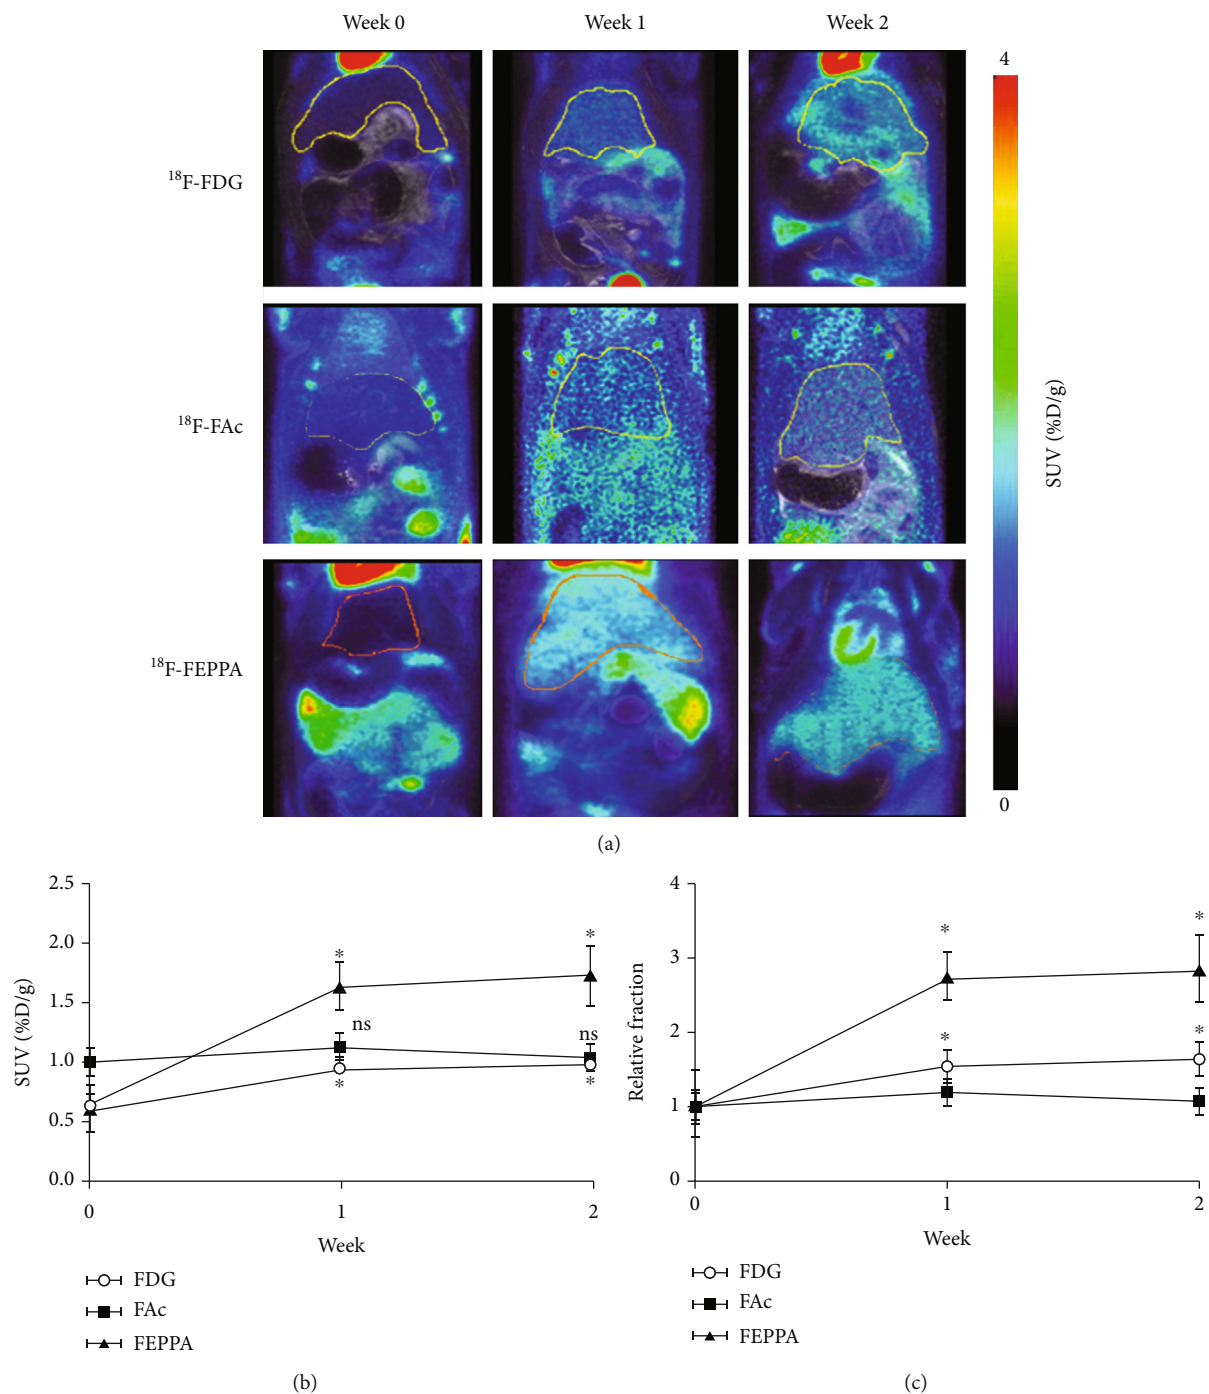 Week 0 Week 1 Week 2
4
¹⁸F-FDG
¹⁸F-FAc
SUV (%D/g)
¹⁸F-FEPPA
0
(a)
2.5
2.0
1.5
1.0
0.5
0.0
SUV (%D/g)
* *
ns ns
* *
0 1 2
Week
FDG
FAc
FEPPA
(b)
4
3
2
1
0
Relative fraction
* *
* *
0 1 2
Week
FDG
FAc
FEPPA
(c)